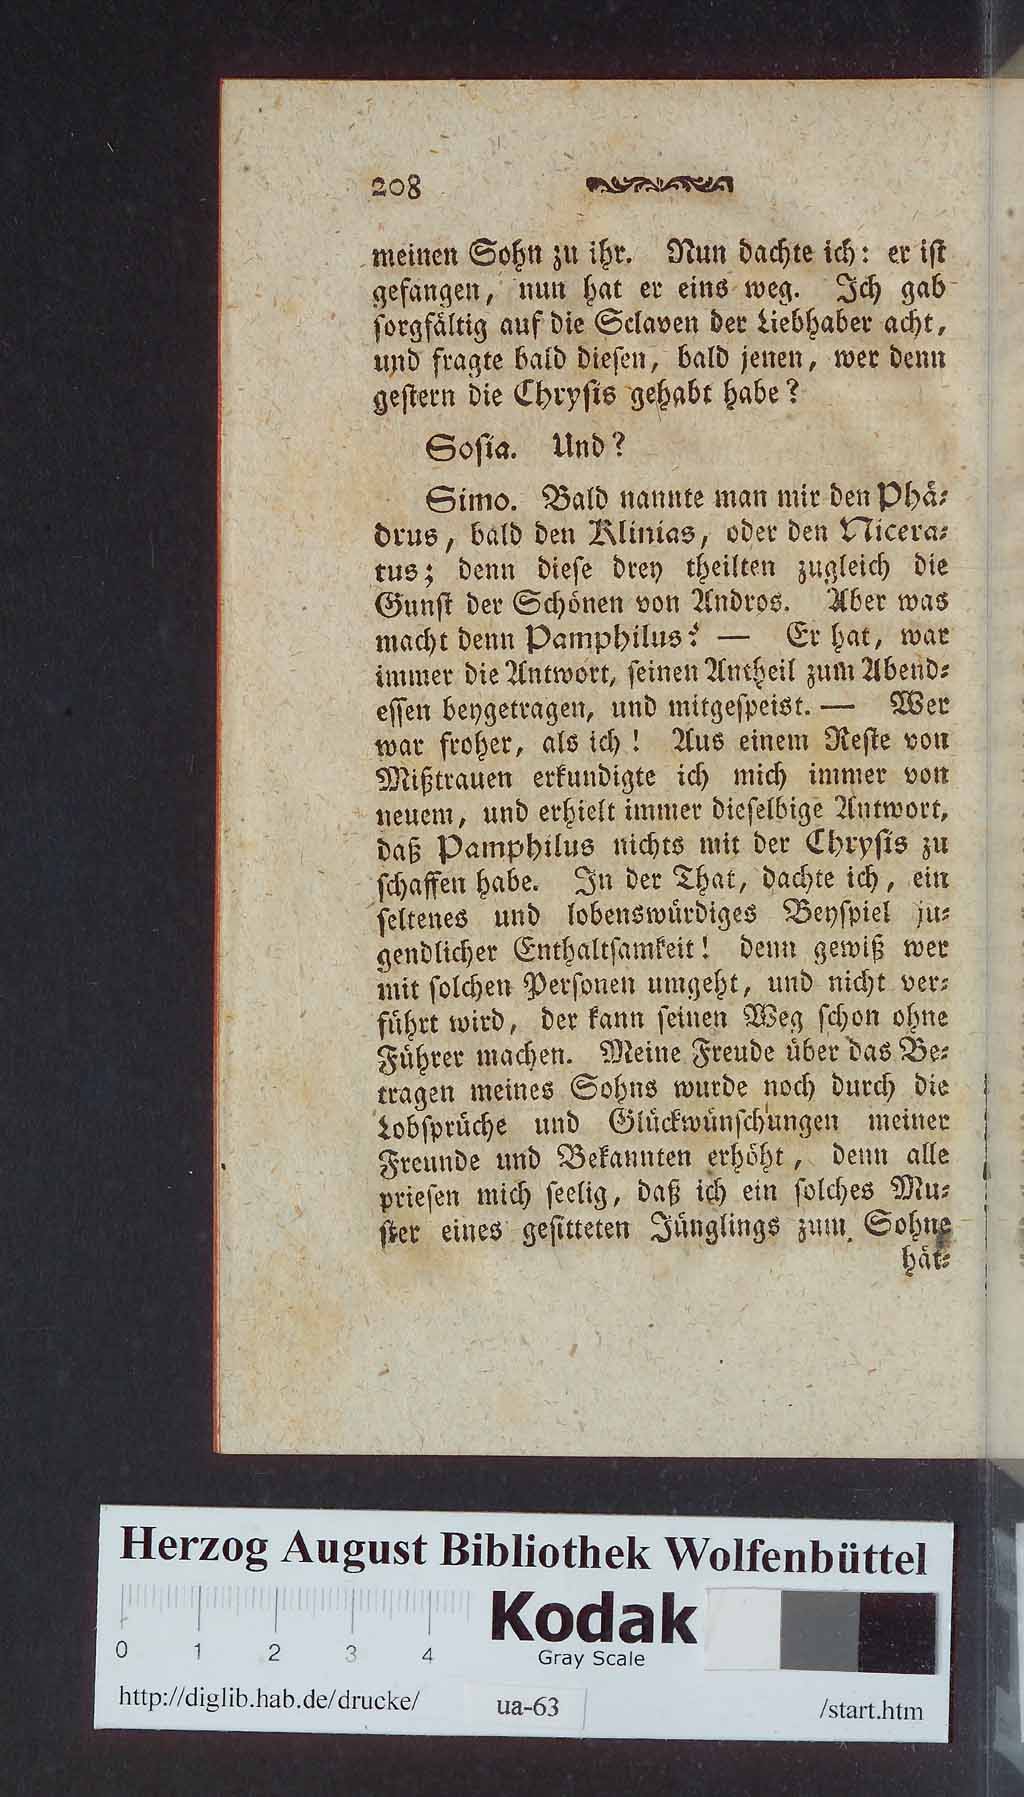 208
meinen Sohn zu ihr. Nun dachte ich: er ist
gefangen, nun hat er eins weg. Ich gab
sorgfältig auf die Sclaven der Liebhaber acht,
und fragte bald diesen, bald jenen, wer denn
gestern die Chrysis gehabt habe?
Sosia. Und?
Simo. Bald nannte man mir den Phä-
drus, bald den Klinias, oder den Nicera-
tus; denn diese drey theilten zugleich die
Gunst der Schönen von Andros. Aber was
macht denn Pamphilus? — Er hat, war
immer die Antwort, seinen Antheil zum Abend-
essen beygetragen, und mitgespeist. — Wer
war froher, als ich! Aus einem Reste von
Mißtrauen erkundigte ich mich immer von
neuem, und erhielt immer dieselbige Antwort,
daß Pamphilus nichts mit der Chrysis zu
schaffen habe. In der That, dachte ich, ein
seltenes und lobenswürdiges Beyspiel ju-
gendlicher Enthaltsamkeit! denn gewiß wer
mit solchen Personen umgeht, und nicht ver-
führt wird, der kann seinen Weg schon ohne
Führer machen. Meine Freude über das Be-
tragen meines Sohns wurde noch durch die
Lobsprüche und Glückwünschungen meiner
Freunde und Bekannten erhöht, denn alle
priesen mich seelig, daß ich ein solches Mu-
ster eines gesitteten Jünglings zum Sohne
hät-
Herzog August Bibliothek Wolfenbüttel
Kodak
Gray Scale
0 1 2 3 4
http://diglib.hab.de/drucke/ ua-63 /start.htm